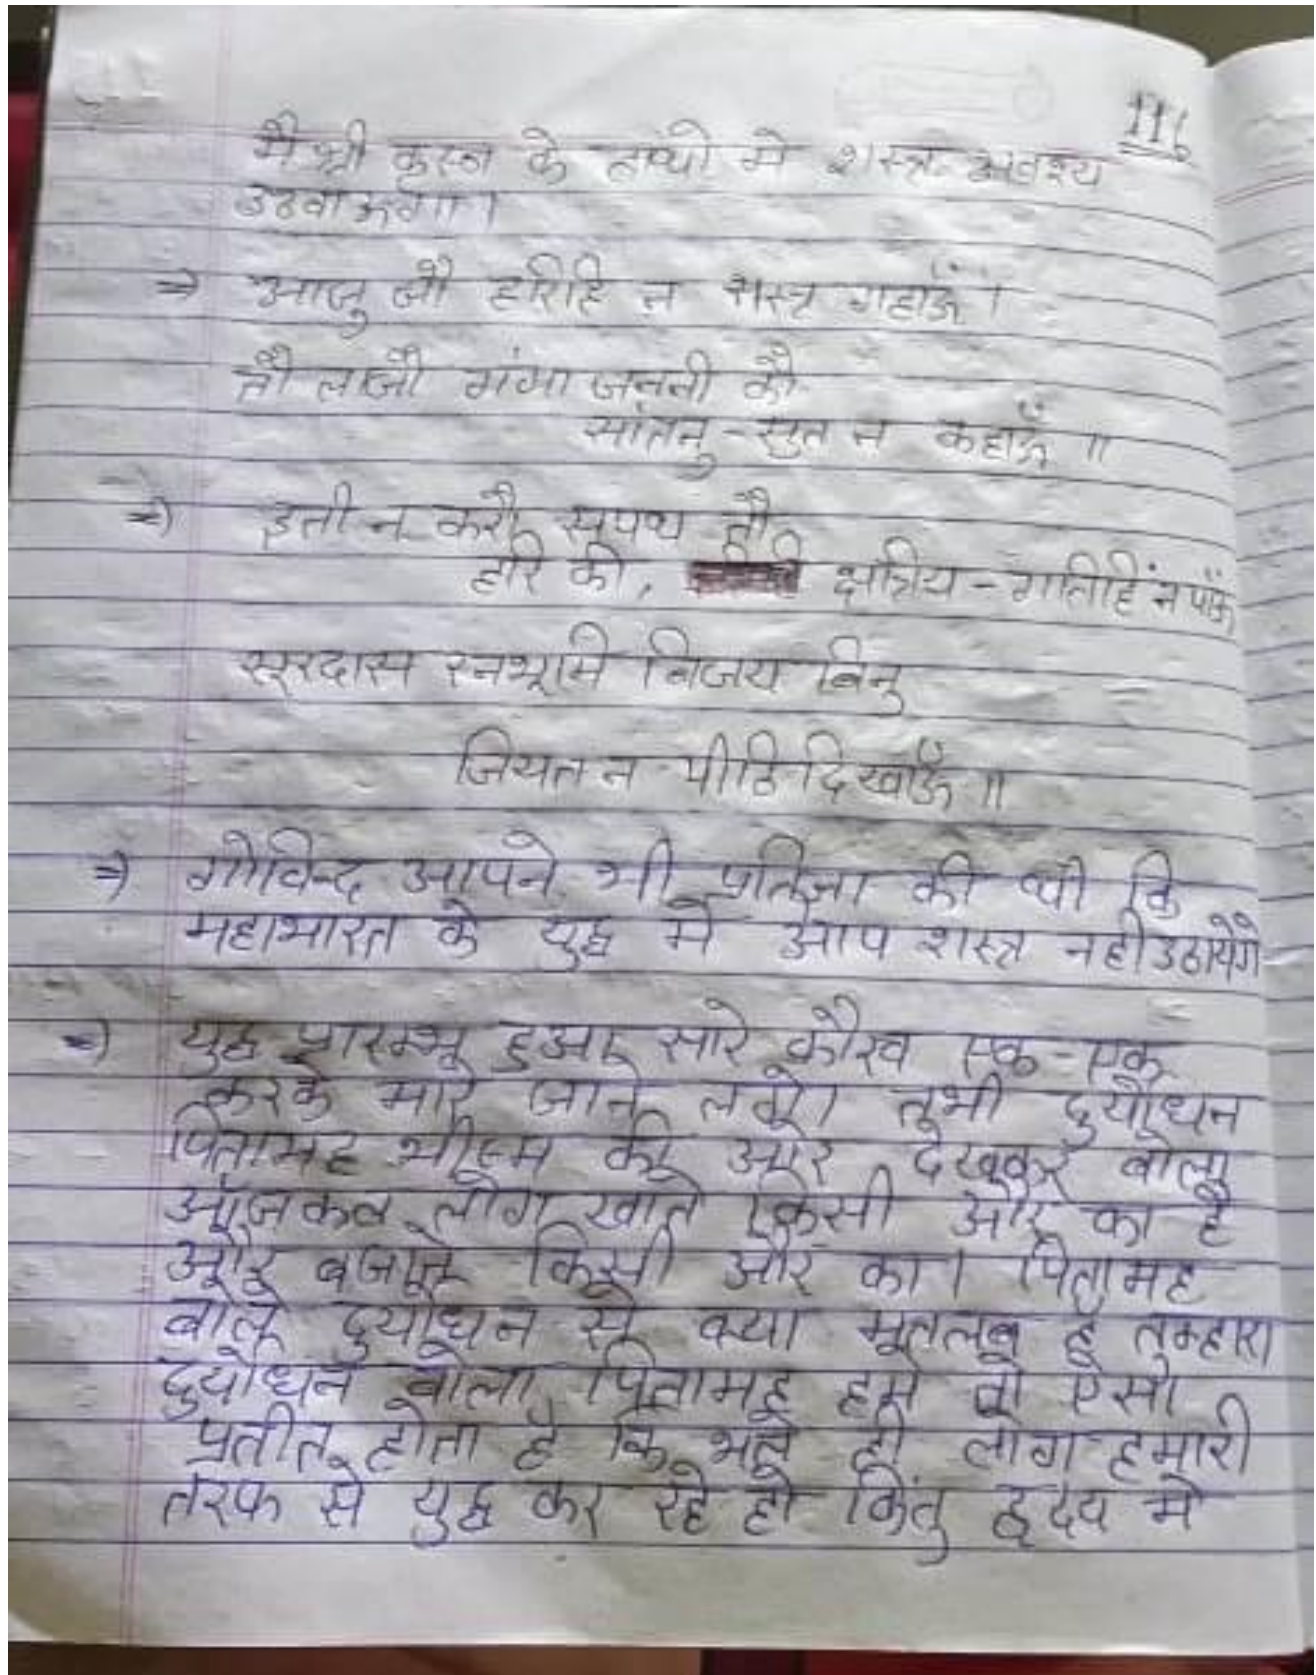 116
मै श्री कृस्न के हाथो मे शस्त्र अवश्य
उठवाऊगा।
⇒ आजु जौ हरिहि न शस्त्र गहाऊँ।
तौ लाजौ गंगा जननी कौ
सांतनु-सुत न कहाऊँ॥
⇒ इती न करौ सपथ तौ
हरि की, क्षत्रिय-गतिहिं न पाऊँ
सूरदास रनभूमि विजय बिनु
जियत न पीठि दिखाऊँ॥
⇒ गोविन्द आपने भी प्रतिज्ञा की थी कि
महाभारत के युद्ध मे आप शस्त्र नही उठायेगे
⇒ युद्ध प्रारम्भ हुआ सारे कौरव एक-एक
करके मारे जाने लगे। तभी दुर्योधन
पितामह भीस्म की ओर देखकर बोला
आजकल लोग खाते किसी और का है
और बजाते किसी और का। पितामह
बोले दुर्योधन से क्या मतलब है तुम्हारा
दुर्योधन बोला पितामह हमे तो ऐसा
प्रतीत होता है कि भले ही लोग हमारी
तरफ से युद्ध कर रहे हो किंतु हृदय मे